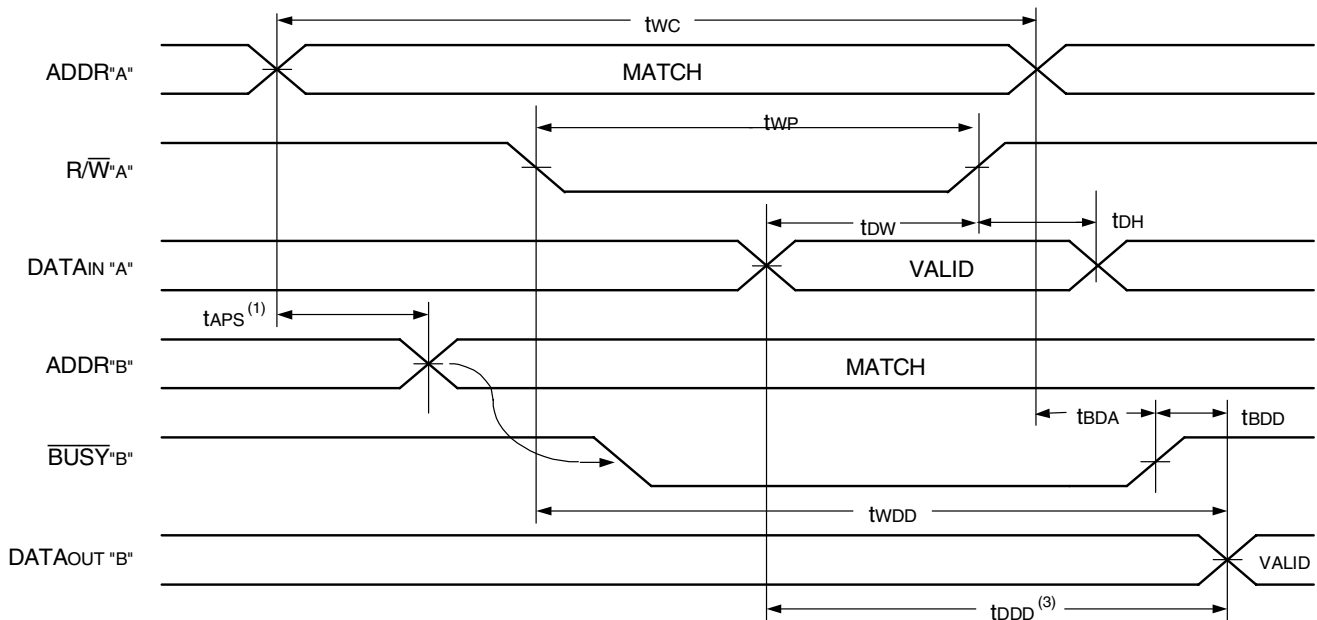 tWC
ADDR"A" MATCH
tWP
R/W̅"A"
tDW tDH
DATAIN "A" VALID
tAPS (1)
ADDR"B" MATCH
tBDA tBDD
B̅U̅S̅Y̅"B"
tWDD
DATAOUT "B" VALID
tDDD (3)